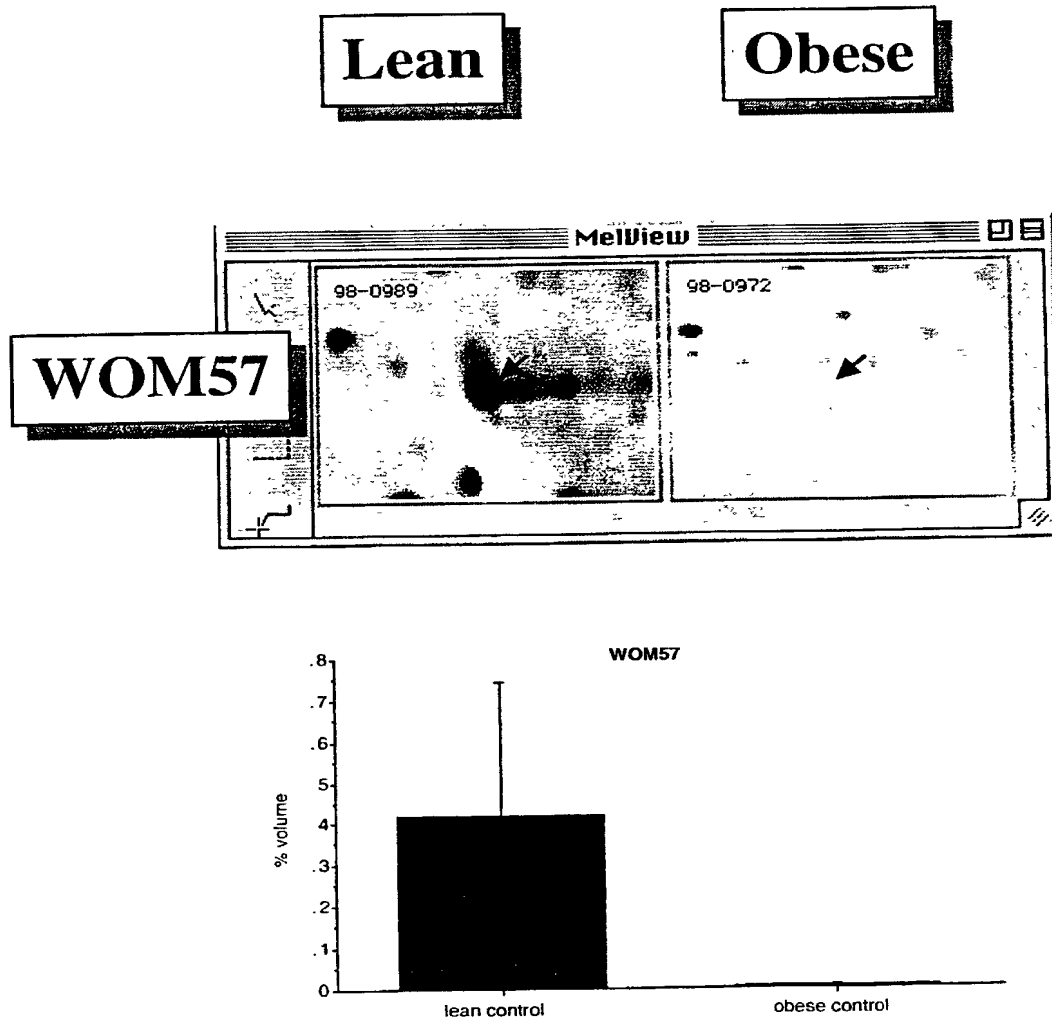 Lean
Obese
MelView
98-0989
98-0972
WOM57
WOM57
.8
.7
.6
5
.4
.3
.2
.1
0
% volume
lean control
obese control